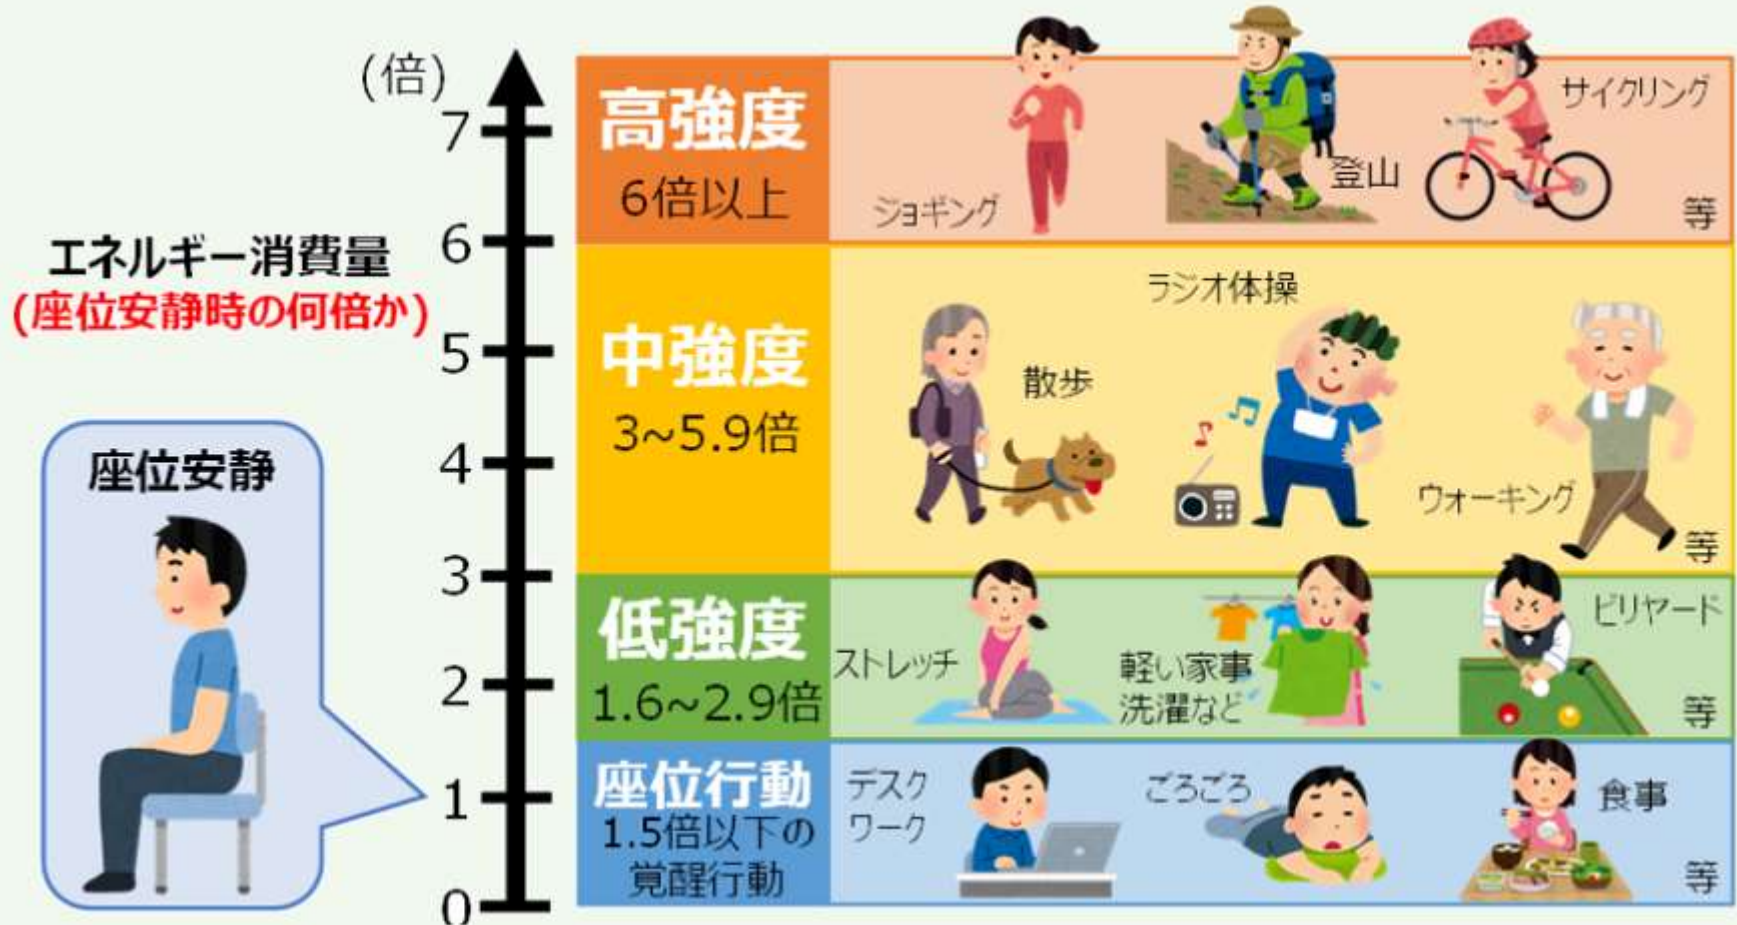 エネルギー消費量
(座位安静時の何倍か)
座位安静
(倍)
7
6
5
4
3
2
1
0
高強度
6倍以上
ジョギング
登山
サイクリング
等
中強度
3~5.9倍
散歩
ラジオ体操
ウォーキング
等
低強度
1.6~2.9倍
ストレッチ
軽い家事
洗濯など
ビリヤード
等
座位行動
1.5倍以下の
覚醒行動
デスク
ワーク
ごろごろ
食事
等